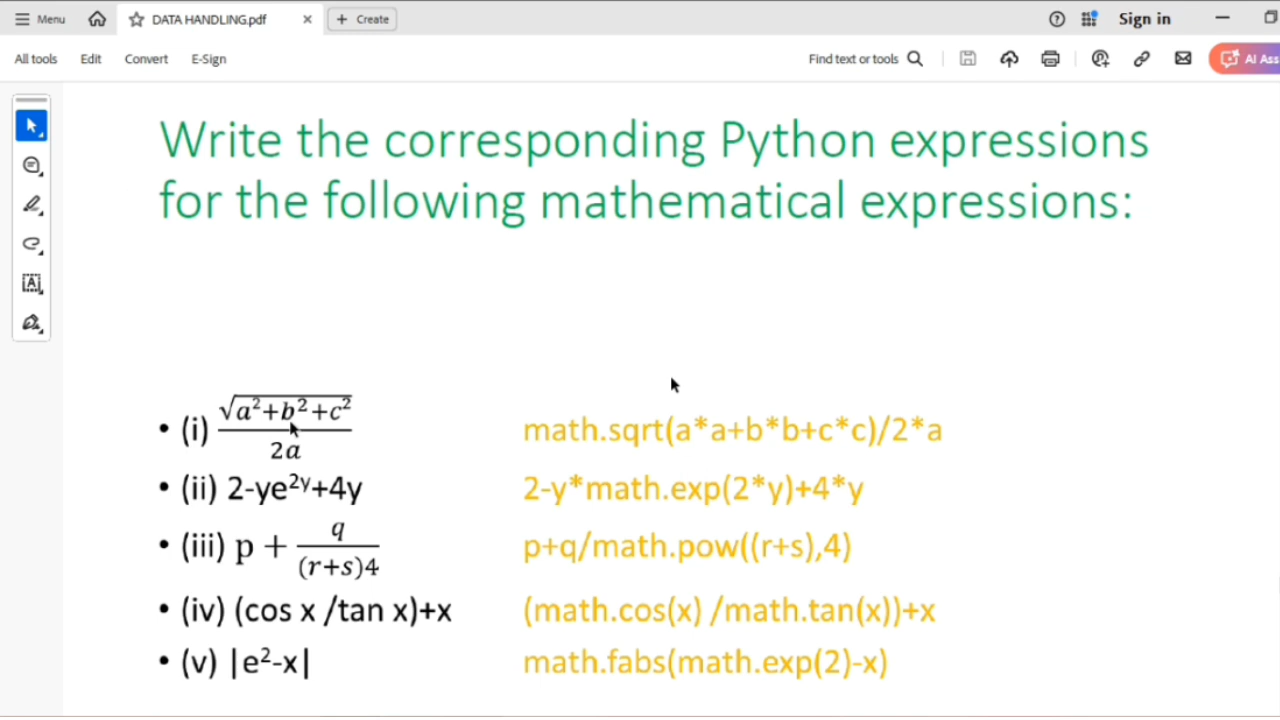 Menu DATA HANDLING.pdf × + Create Sign in
All tools Edit Convert E-Sign Find text or tools AI Ass
Write the corresponding Python expressions
for the following mathematical expressions:
• (i) √a²+b²+c² / 2a math.sqrt(a*a+b*b+c*c)/2*a
• (ii) 2-ye²ʸ+4y 2-y*math.exp(2*y)+4*y
• (iii) p + q / (r+s)4 p+q/math.pow((r+s),4)
• (iv) (cos x /tan x)+x (math.cos(x) /math.tan(x))+x
• (v) |e²-x| math.fabs(math.exp(2)-x)